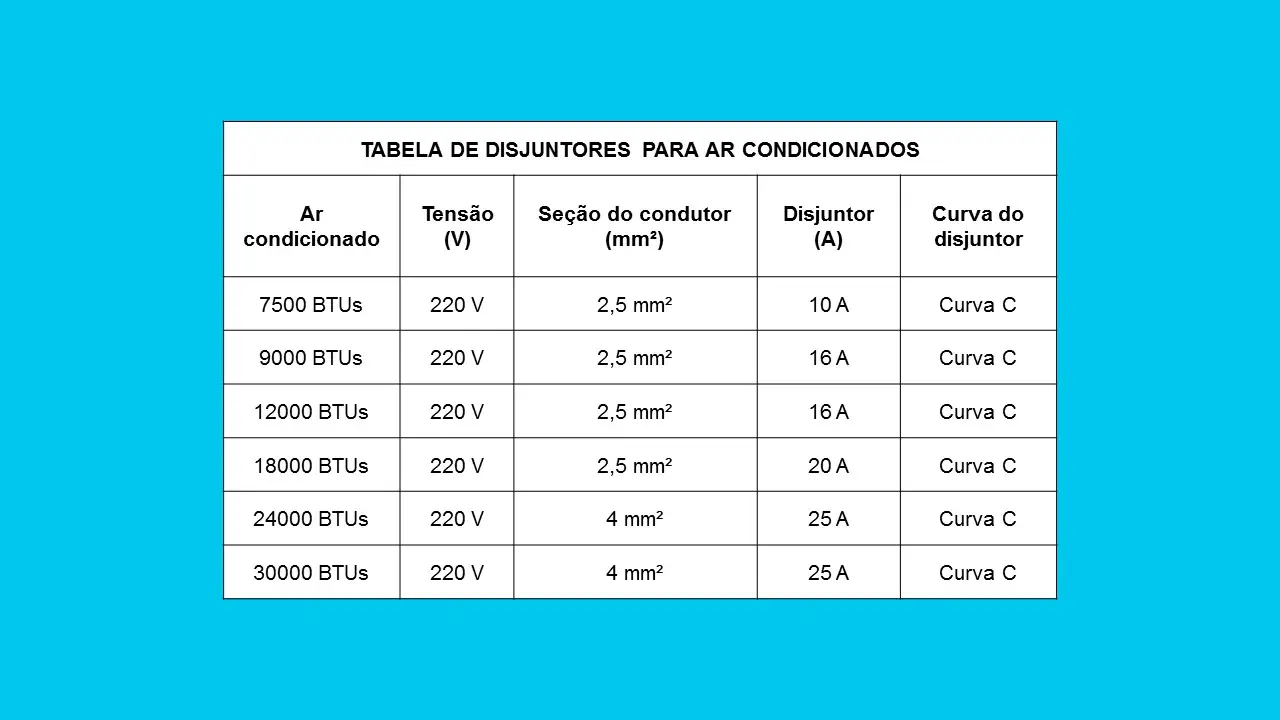 TABELA DE DISJUNTORES PARA AR CONDICIONADOS
Ar condicionado Tensão (V) Seção do condutor (mm²) Disjuntor (A) Curva do disjuntor
7500 BTUs 220 V 2,5 mm² 10 A Curva C
9000 BTUs 220 V 2,5 mm² 16 A Curva C
12000 BTUs 220 V 2,5 mm² 16 A Curva C
18000 BTUs 220 V 2,5 mm² 20 A Curva C
24000 BTUs 220 V 4 mm² 25 A Curva C
30000 BTUs 220 V 4 mm² 25 A Curva C